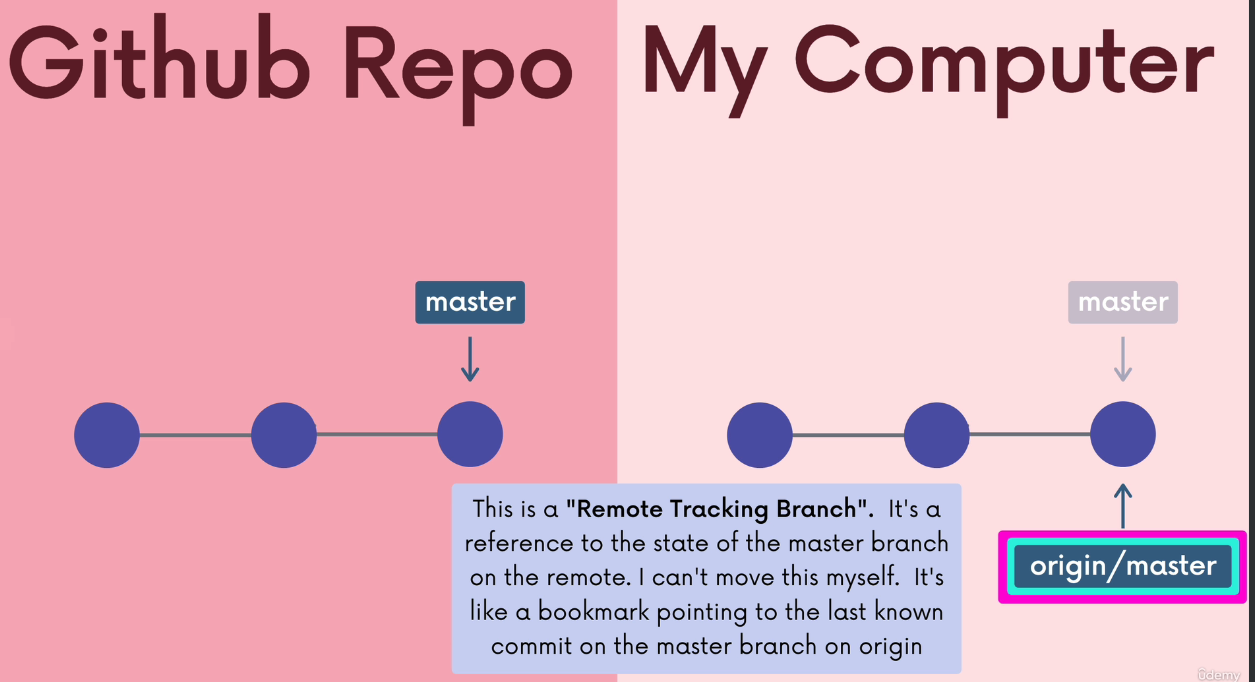 Github Repo
My Computer
master
master
This is a "Remote Tracking Branch". It's a
reference to the state of the master branch
on the remote. I can't move this myself. It's
like a bookmark pointing to the last known
commit on the master branch on origin
origin/master
ûdemy